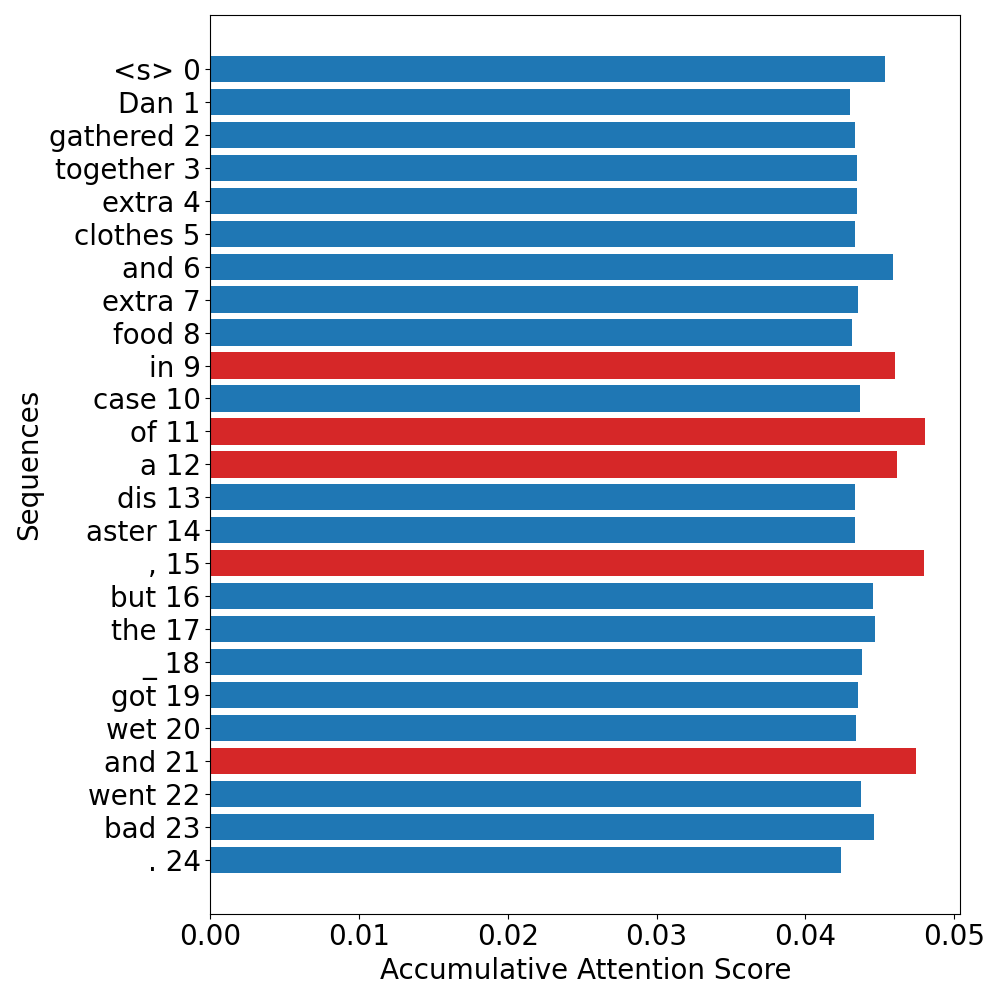 <s> 0
Dan 1
gathered 2
together 3
extra 4
clothes 5
and 6
extra 7
food 8
in 9
case 10
of 11
a 12
dis 13
aster 14
, 15
but 16
the 17
_ 18
got 19
wet 20
and 21
went 22
bad 23
. 24
Sequences
0.00 0.01 0.02 0.03 0.04 0.05
Accumulative Attention Score